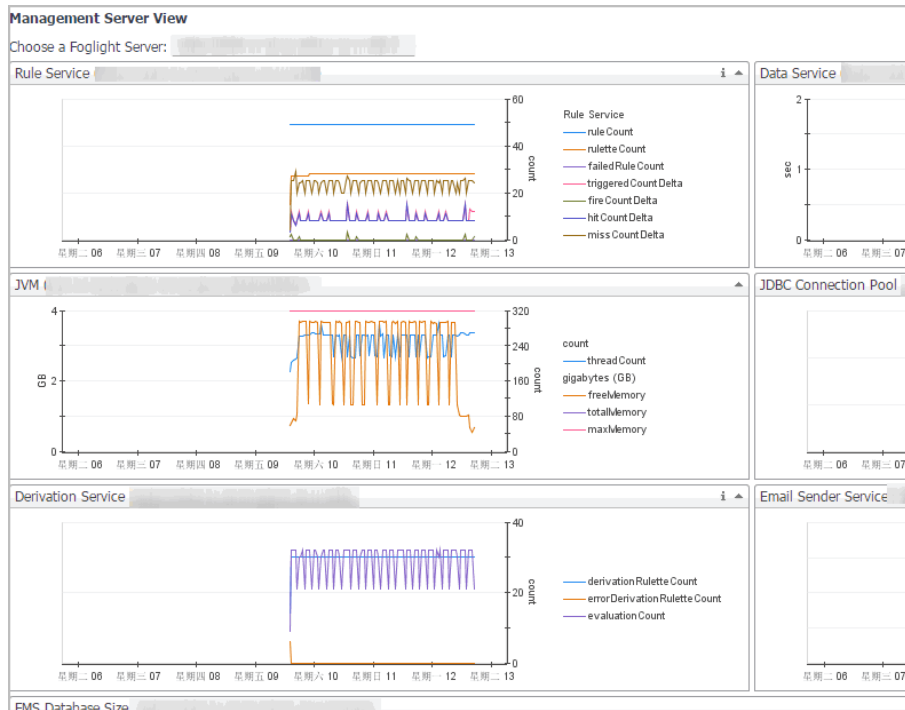 Management Server View
Choose a Foglight Server:
Rule Service
60
40
20
0
count
Rule Service
ruleCount
ruletteCount
failedRuleCount
triggeredCountDelta
fireCountDelta
hitCountDelta
missCountDelta
星期二 06 星期三 07 星期四 08 星期五 09 星期六 10 星期日 11 星期一 12 星期二 13
Data Service
2
1
0
sec
星期二 06 星期三 07
JVM
4
2
0
GB
320
240
160
80
0
count
count
threadCount
gigabytes (GB)
freeMemory
totalMemory
maxMemory
星期二 06 星期三 07 星期四 08 星期五 09 星期六 10 星期日 11 星期一 12 星期二 13
JDBC Connection Pool
星期二 06 星期三 07
Derivation Service
40
20
0
count
derivationRuletteCount
errorDerivationRuletteCount
evaluationCount
星期二 06 星期三 07 星期四 08 星期五 09 星期六 10 星期日 11 星期一 12 星期二 13
Email Sender Service
星期二 06 星期三 07
FMS Database Size